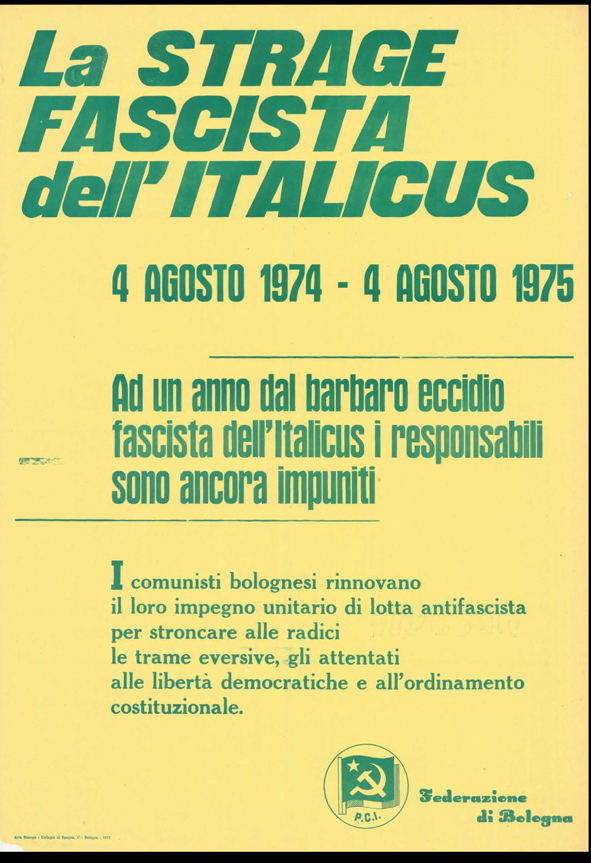 La STRAGE
FASCISTA
dell'ITALICUS
4 AGOSTO 1974 - 4 AGOSTO 1975
Ad un anno dal barbaro eccidio
fascista dell'Italicus i responsabili
sono ancora impuniti
I comunisti bolognesi rinnovano
il loro impegno unitario di lotta antifascista
per stroncare alle radici
le trame eversive, gli attentati
alle libertà democratiche e all'ordinamento
costituzionale.
P.C.I.
Federazione
di Bologna